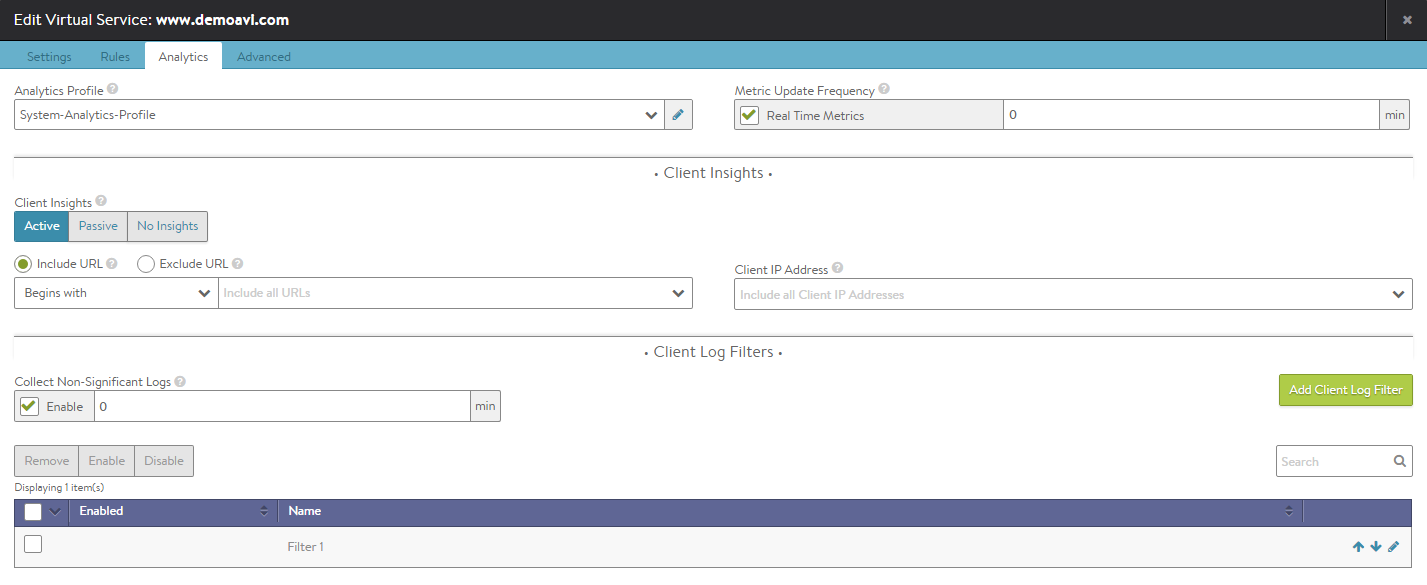 Edit Virtual Service: www.demoavi.com
Settings Rules Analytics Advanced
Analytics Profile
Metric Update Frequency
System-Analytics-Profile
Real Time Metrics 0 min
• Client Insights •
Client Insights
Active Passive No Insights
Include URL Exclude URL
Client IP Address
Begins with Include all URLs
Include all Client IP Addresses
• Client Log Filters •
Collect Non-Significant Logs
Enable 0 min
Add Client Log Filter
Remove Enable Disable
Search
Displaying 1 item(s)
Enabled Name
Filter 1